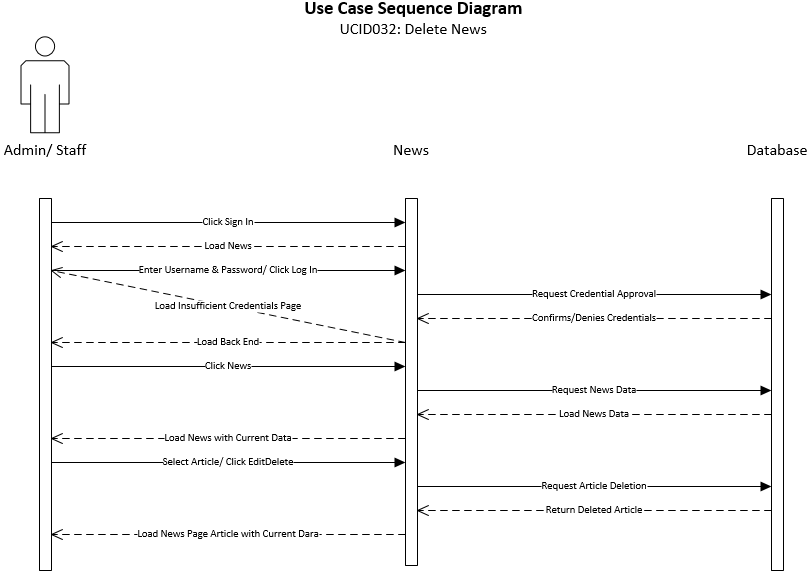 Use Case Sequence Diagram
UCID032: Delete News
Admin/ Staff
News
Database
Click Sign In
Load News
Enter Username & Password/ Click Log In
Request Credential Approval
Load Insufficient Credentials Page
Confirms/Denies Credentials
Load Back End
Click News
Request News Data
Load News Data
Load News with Current Data
Select Article/ Click EditDelete
Request Article Deletion
Return Deleted Article
Load News Page Article with Current Dara